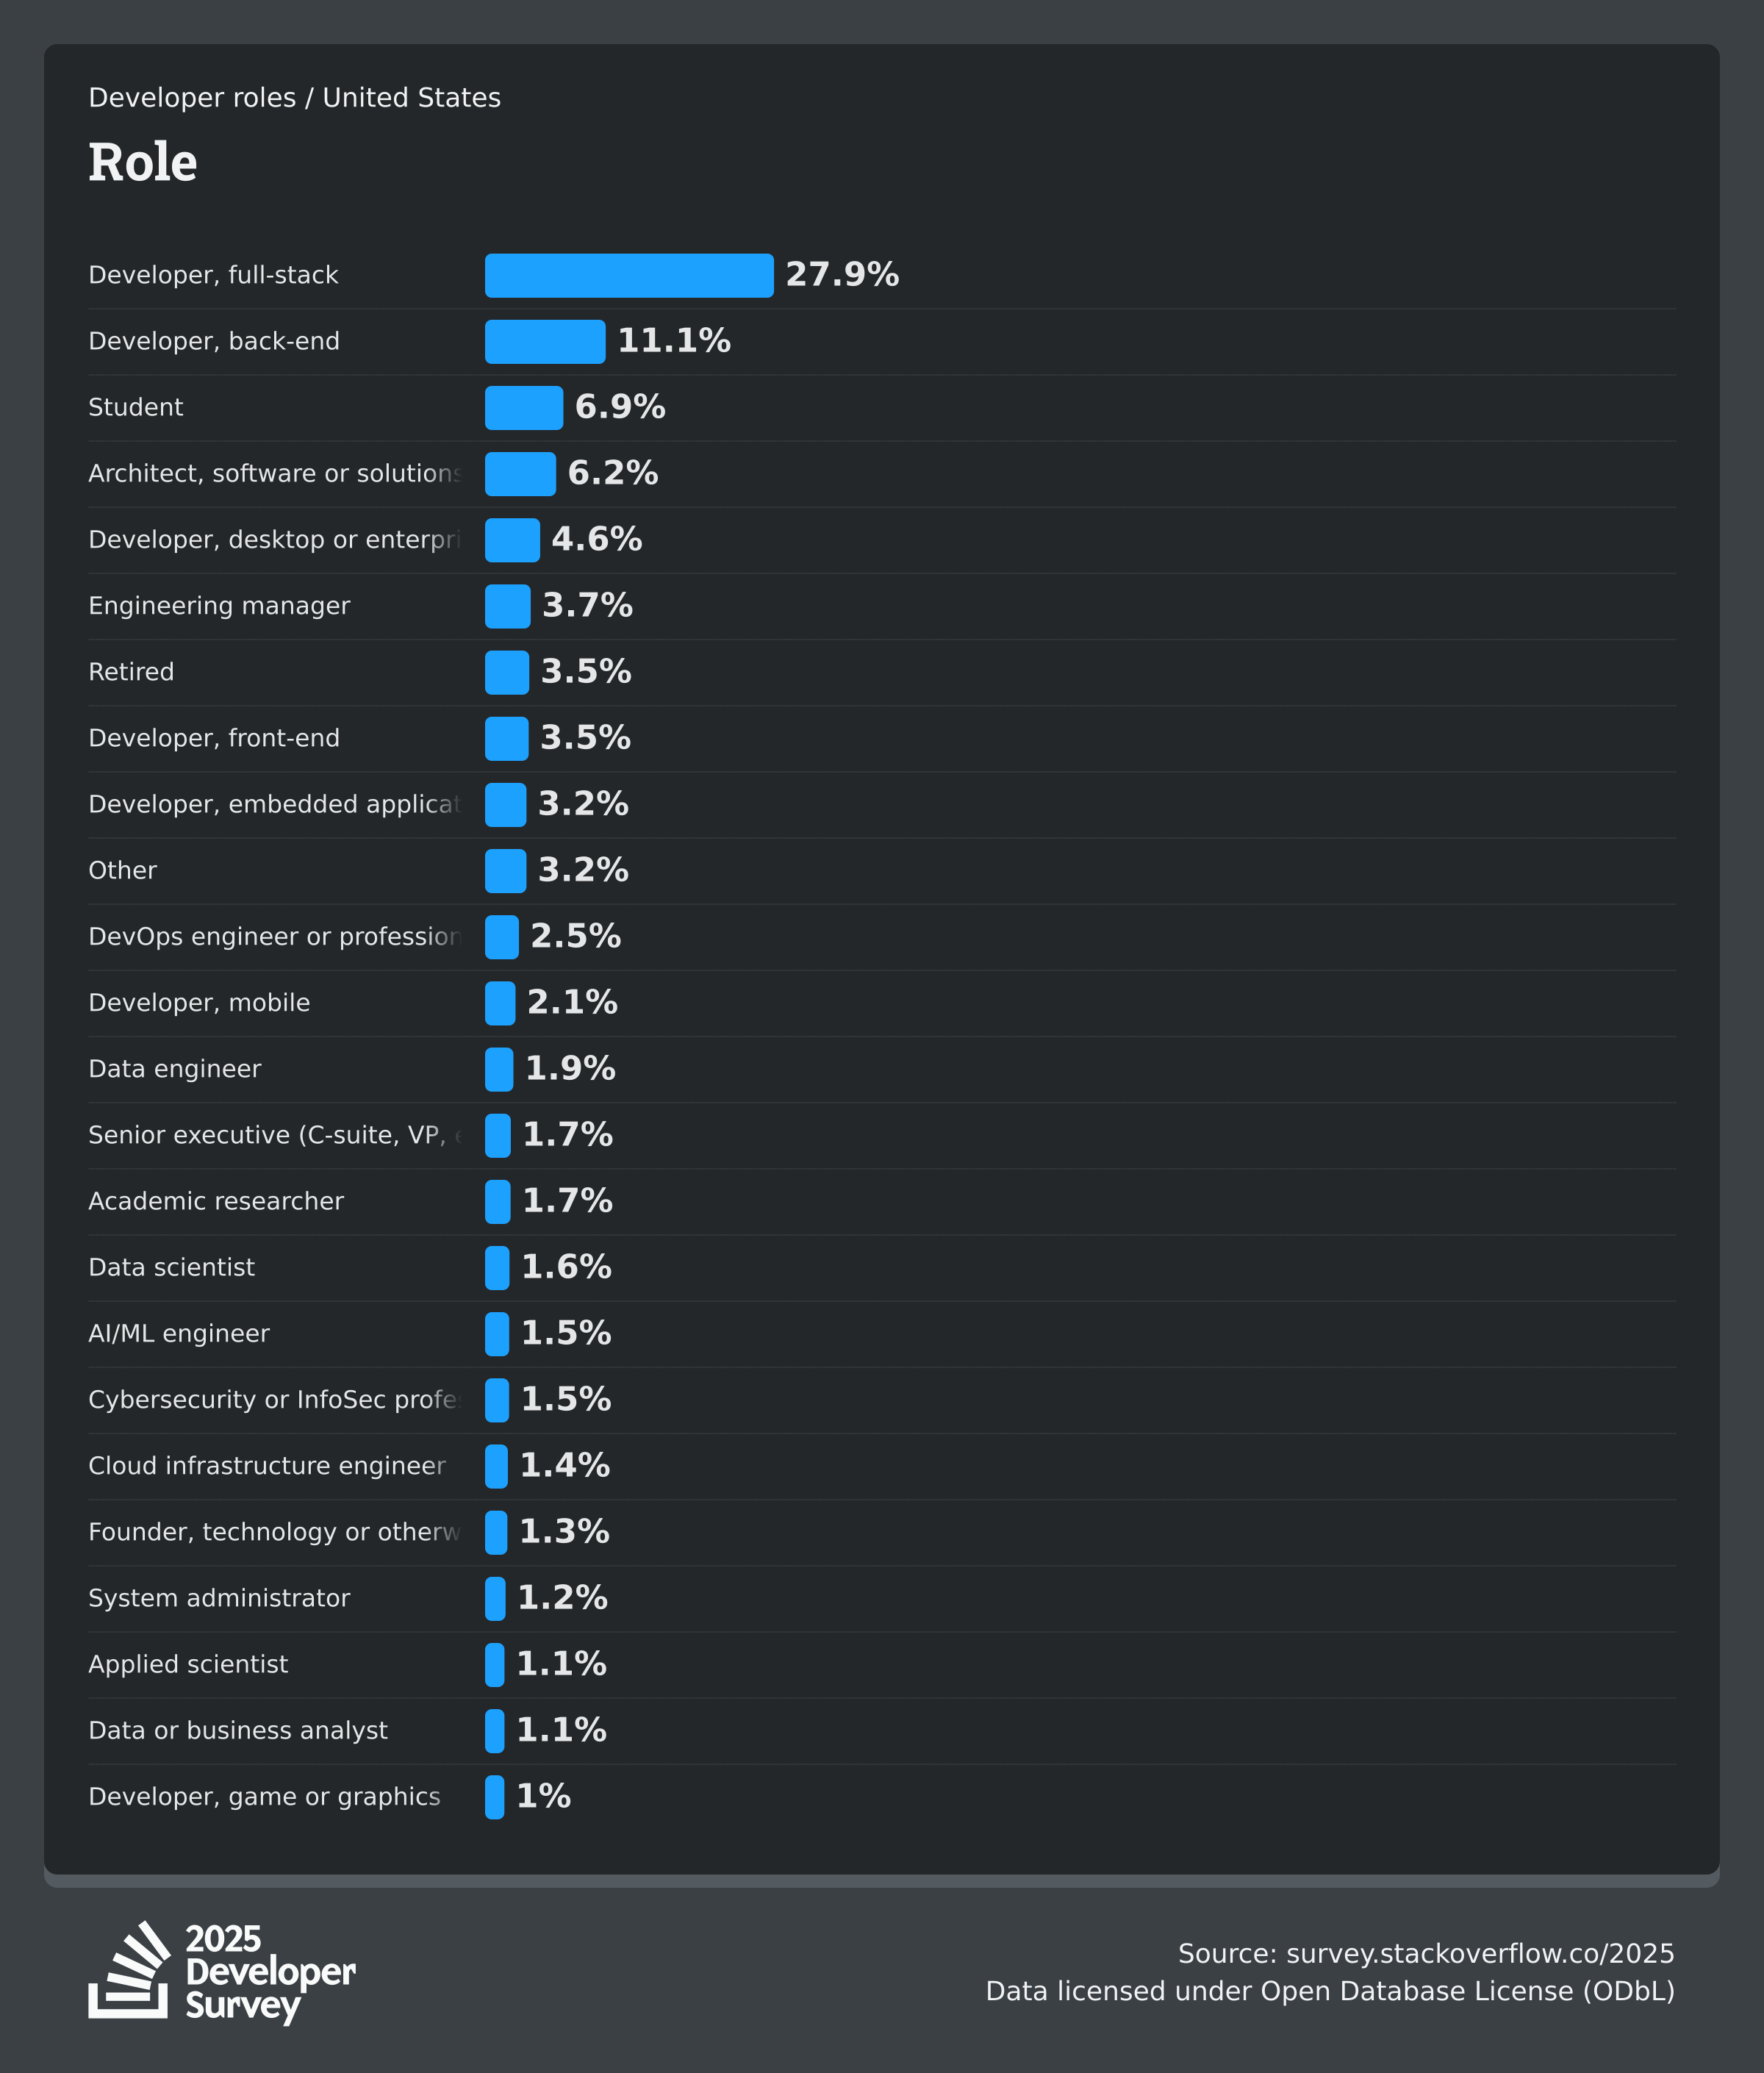 Developer roles / United States
Role
Developer, full-stack 27.9%
Developer, back-end 11.1%
Student 6.9%
Architect, software or solutions 6.2%
Developer, desktop or 4.6%
Engineering manager 3.7%
Retired 3.5%
Developer, front-end 3.5%
Developer, embedded 3.2%
Other 3.2%
DevOps engineer or 2.5%
Developer, mobile 2.1%
Data engineer 1.9%
Senior executive (C-suite, VP, 1.7%
Academic researcher 1.7%
Data scientist 1.6%
AI/ML engineer 1.5%
Cybersecurity or InfoSec 1.5%
Cloud infrastructure engineer 1.4%
Founder, technology or 1.3%
System administrator 1.2%
Applied scientist 1.1%
Data or business analyst 1.1%
Developer, game or graphics 1%
2025
Developer
Survey
Source: survey.stackoverflow.co/2025
Data licensed under Open Database License (ODbL)